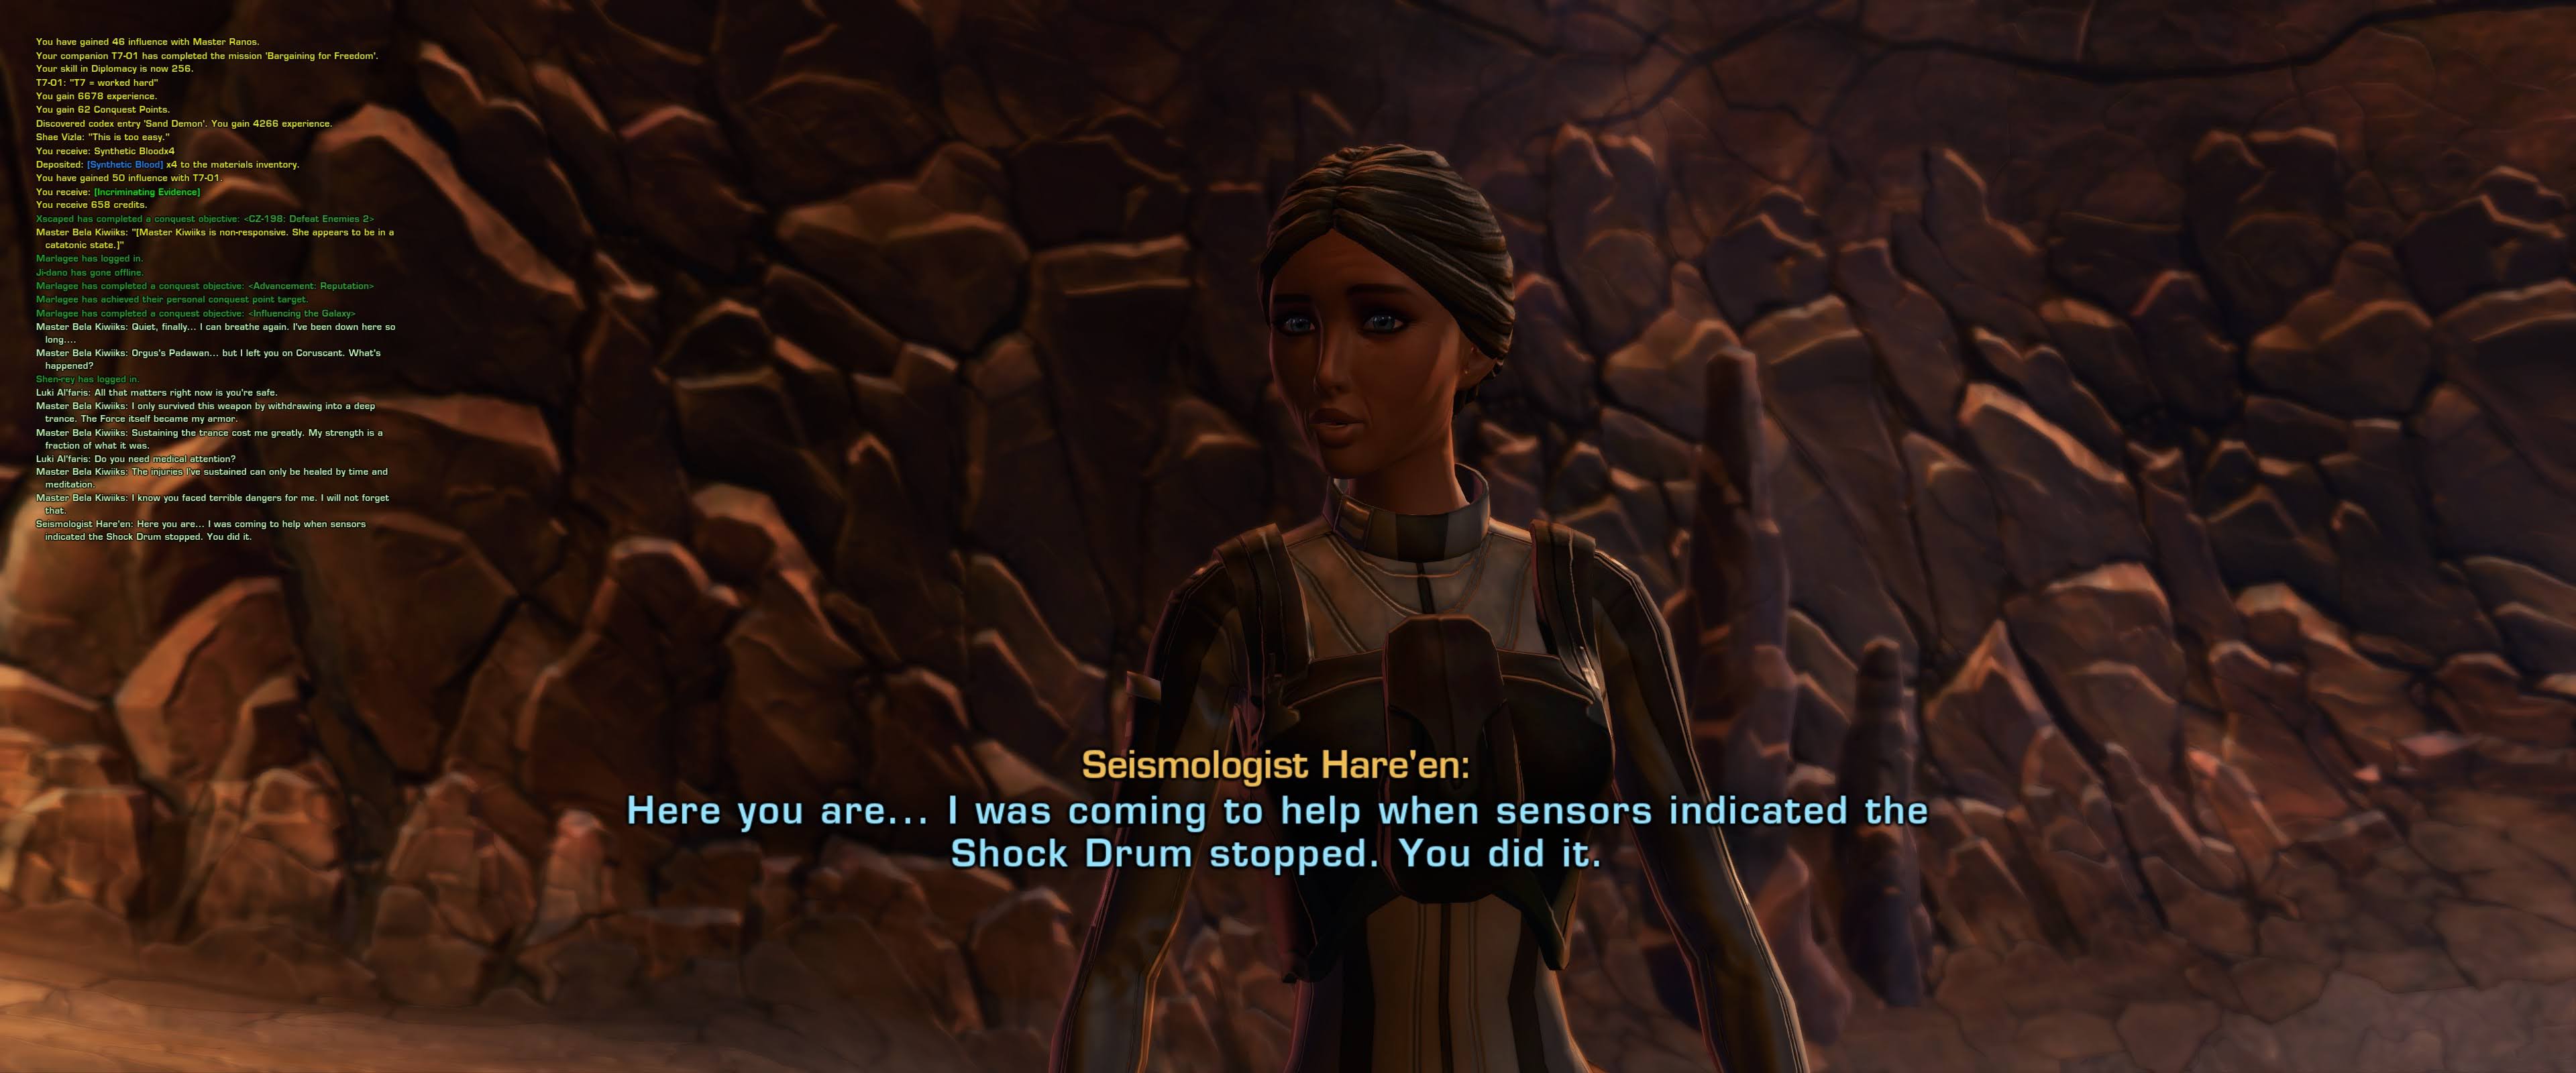 You have gained 46 influence with Master Ranos.
Your companion T7-01 has completed the mission 'Bargaining for Freedom'.
Your skill in Diplomacy is now 256.
T7-01: "T7 = worked hard"
You gain 6678 experience.
You gain 62 Conquest Points.
Discovered codex entry 'Sand Demon'. You gain 4266 experience.
Shae Vizla: "This is too easy."
You receive: Synthetic Bloodx4
Deposited: [Synthetic Blood] x4 to the materials inventory.
You have gained 50 influence with T7-01.
You receive: [Incriminating Evidence]
You receive 658 credits.
Xscaped has completed a conquest objective: <CZ-198: Defeat Enemies 2>
Master Bela Kiwiiks: "[Master Kiwiiks is non-responsive. She appears to be in a
catatonic state.]"
Marlagee has logged in.
Ji-dano has gone offline.
Marlagee has completed a conquest objective: <Advancement: Reputation>
Marlagee has achieved their personal conquest point target.
Marlagee has completed a conquest objective: <Influencing the Galaxy>
Master Bela Kiwiiks: Quiet, finally... I can breathe again. I've been down here so
long....
Master Bela Kiwiiks: Orgus's Padawan... but I left you on Coruscant. What's
happened?
Shen-rey has logged in.
Luki Al'faris: All that matters right now is you're safe.
Master Bela Kiwiiks: I only survived this weapon by withdrawing into a deep
trance. The Force itself became my armor.
Master Bela Kiwiiks: Sustaining the trance cost me greatly. My strength is a
fraction of what it was.
Luki Al'faris: Do you need medical attention?
Master Bela Kiwiiks: The injuries I've sustained can only be healed by time and
meditation.
Master Bela Kiwiiks: I know you faced terrible dangers for me. I will not forget
that.
Seismologist Hare'en: Here you are... I was coming to help when sensors
indicated the Shock Drum stopped. You did it.
Seismologist Hare'en:
Here you are... I was coming to help when sensors indicated the
Shock Drum stopped. You did it.